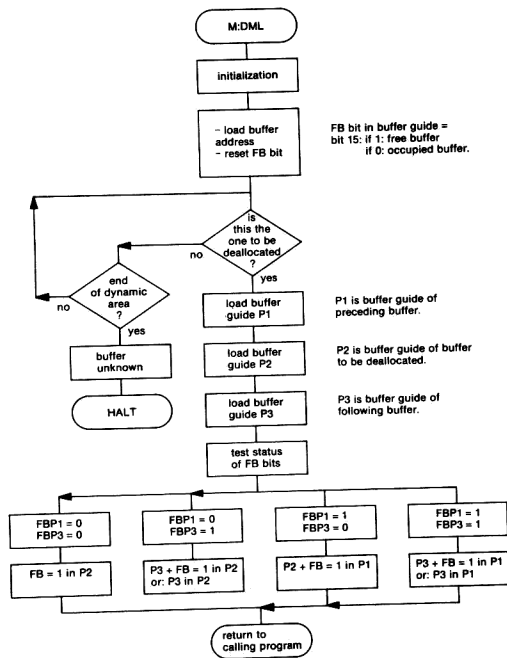 M:DML
initialization
– load buffer
address
– reset FB bit
FB bit in buffer guide =
bit 15: if 1: free buffer
if 0: occupied buffer.
is
this the
one to be
deallocated
?
no
yes
end
of dynamic
area
?
no
yes
buffer
unknown
HALT
load buffer
guide P1
P1 is buffer guide of
preceding buffer.
load buffer
guide P2
P2 is buffer guide of buffer
to be deallocated.
load buffer
guide P3
P3 is buffer guide of
following buffer.
test status
of FB bits
FBP1 = 0
FBP3 = 0
FBP1 = 0
FBP3 = 1
FBP1 = 1
FBP3 = 0
FBP1 = 1
FBP3 = 1
FB = 1 in P2
P3 + FB = 1 in P2
or: P3 in P2
P2 + FB = 1 in P1
P3 + FB = 1 in P1
or: P3 in P1
return to
calling program